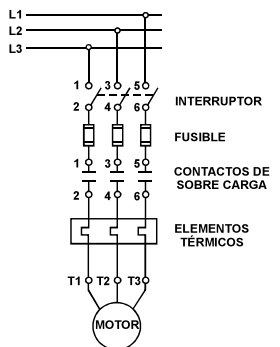 L1
L2
L3
1 3 5
2 4 6
INTERRUPTOR
FUSIBLE
1 3 5
CONTACTOS DE
SOBRE CARGA
2 4 6
ELEMENTOS
TÉRMICOS
T1 T2 T3
MOTOR